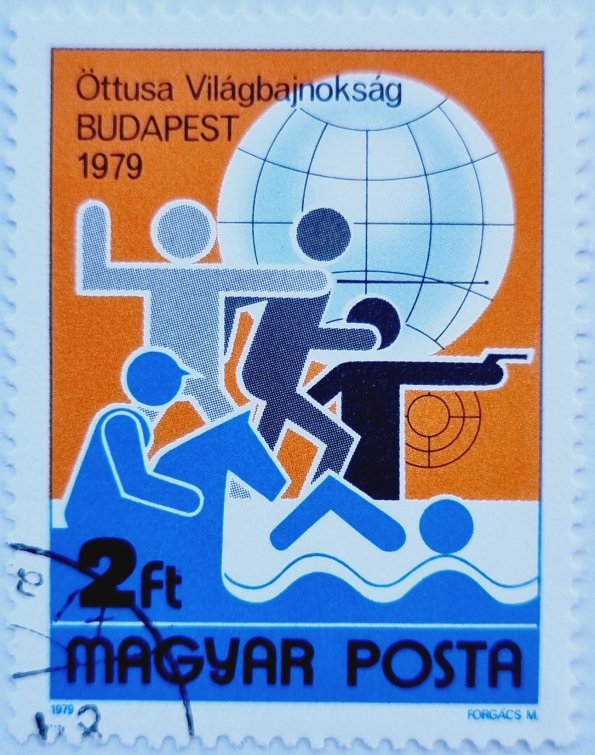 Öttusa Világbajnokság
BUDAPEST
1979
2Ft
MAGYAR POSTA
1979
FORGÁCS M.